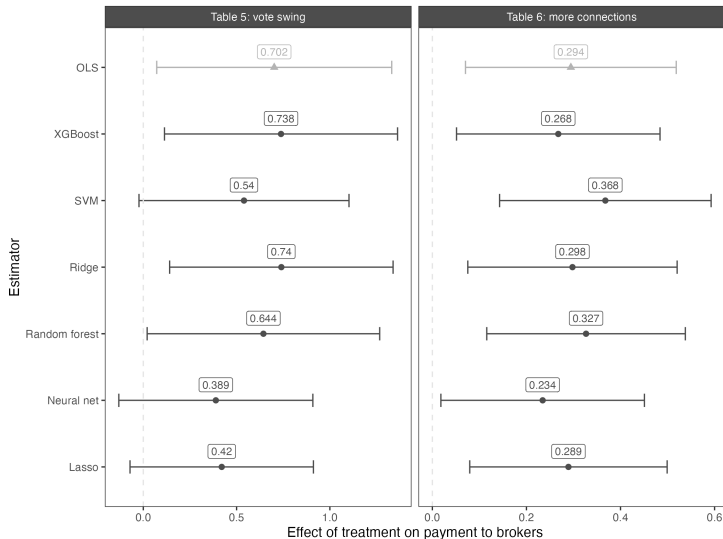 Table 5: vote swing
Table 6: more connections
OLS
0.702
0.294
XGBoost
0.738
0.268
SVM
0.54
0.368
Ridge
0.74
0.298
Random forest
0.644
0.327
Neural net
0.389
0.234
Lasso
0.42
0.289
Estimator
0.0 0.5 1.0
0.0 0.2 0.4 0.6
Effect of treatment on payment to brokers